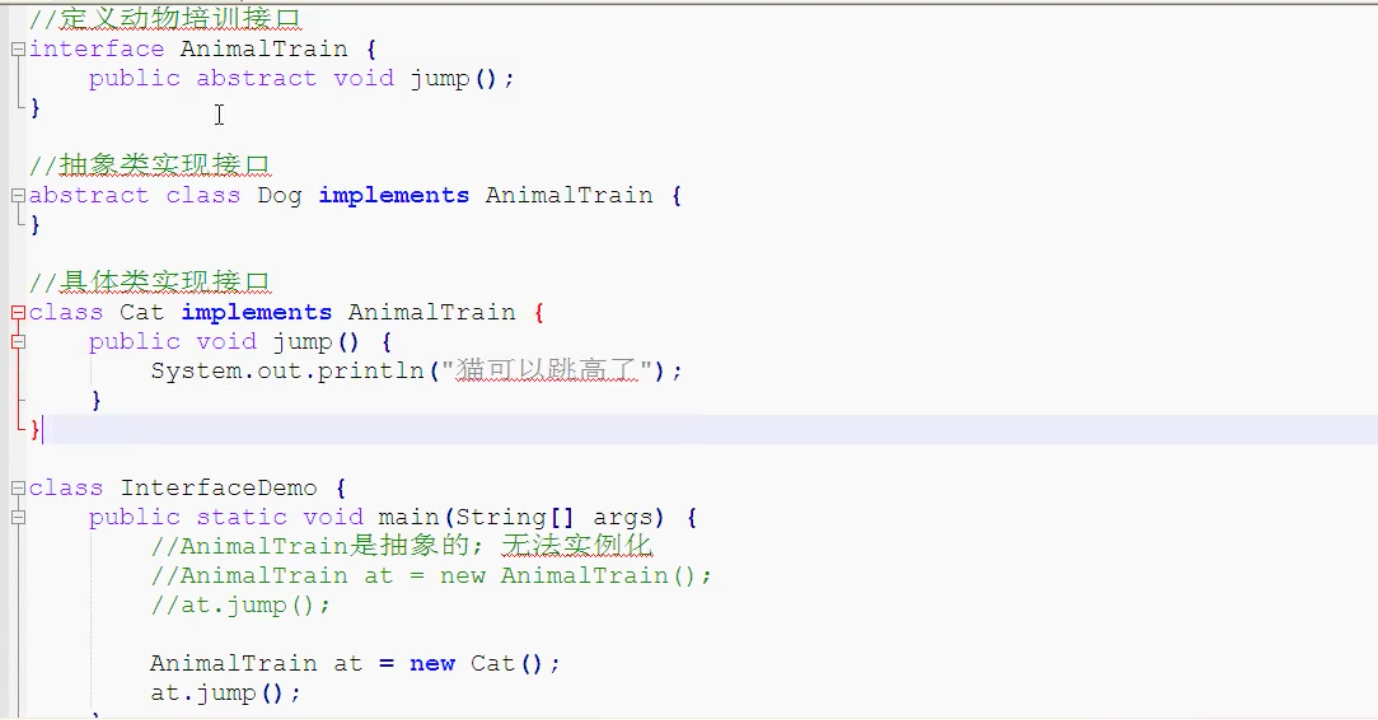 //定义动物培训接口
interface AnimalTrain {
    public abstract void jump();
}
//抽象类实现接口
abstract class Dog implements AnimalTrain {
}
//具体类实现接口
class Cat implements AnimalTrain {
    public void jump() {
        System.out.println("猫可以跳高了");
    }
}
class InterfaceDemo {
    public static void main(String[] args) {
        //AnimalTrain是抽象的; 无法实例化
        //AnimalTrain at = new AnimalTrain();
        //at.jump();
        AnimalTrain at = new Cat();
        at.jump();